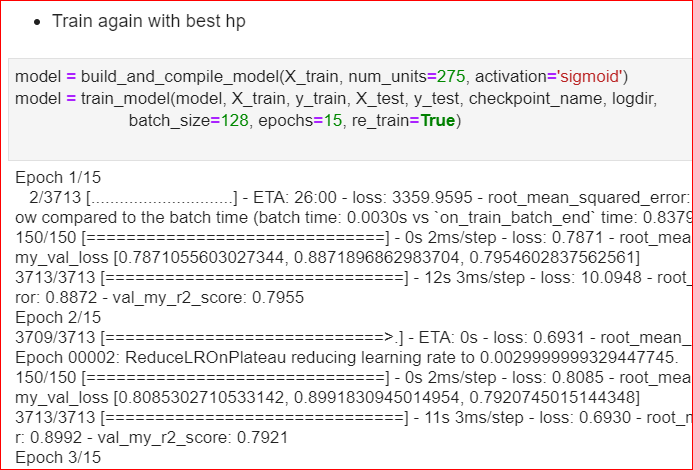 Train again with best hp
model = build_and_compile_model(X_train, num_units=275, activation='sigmoid')
model = train_model(model, X_train, y_train, X_test, y_test, checkpoint_name, logdir,
batch_size=128, epochs=15, re_train=True)
Epoch 1/15
2/3713 [..............................] - ETA: 26:00 - loss: 3359.9595 - root_mean_squared_error:
ow compared to the batch time (batch time: 0.0030s vs `on_train_batch_end` time: 0.8379
150/150 [==============================] - 0s 2ms/step - loss: 0.7871 - root_mea
my_val_loss [0.7871055603027344, 0.8871896862983704, 0.7954602837562561]
3713/3713 [==============================] - 12s 3ms/step - loss: 10.0948 - root_
ror: 0.8872 - val_my_r2_score: 0.7955
Epoch 2/15
3709/3713 [============================>.] - ETA: 0s - loss: 0.6931 - root_mean_
Epoch 00002: ReduceLROnPlateau reducing learning rate to 0.0029999999329447745.
150/150 [==============================] - 0s 2ms/step - loss: 0.8085 - root_mea
my_val_loss [0.8085302710533142, 0.8991830945014954, 0.7920745015144348]
3713/3713 [==============================] - 11s 3ms/step - loss: 0.6930 - root_m
r: 0.8992 - val_my_r2_score: 0.7921
Epoch 3/15